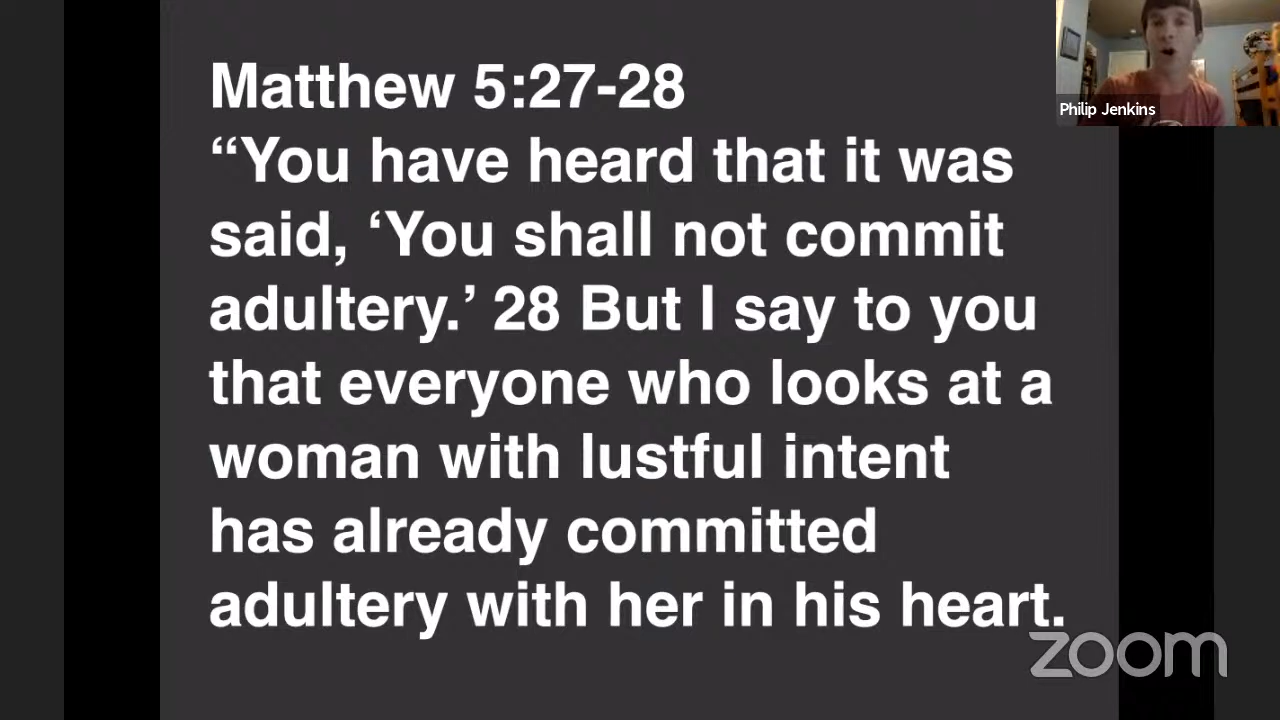 Matthew 5:27-28
“You have heard that it was
said, ‘You shall not commit
adultery.’ 28 But I say to you
that everyone who looks at a
woman with lustful intent
has already committed
adultery with her in his heart.
Philip Jenkins
zoom